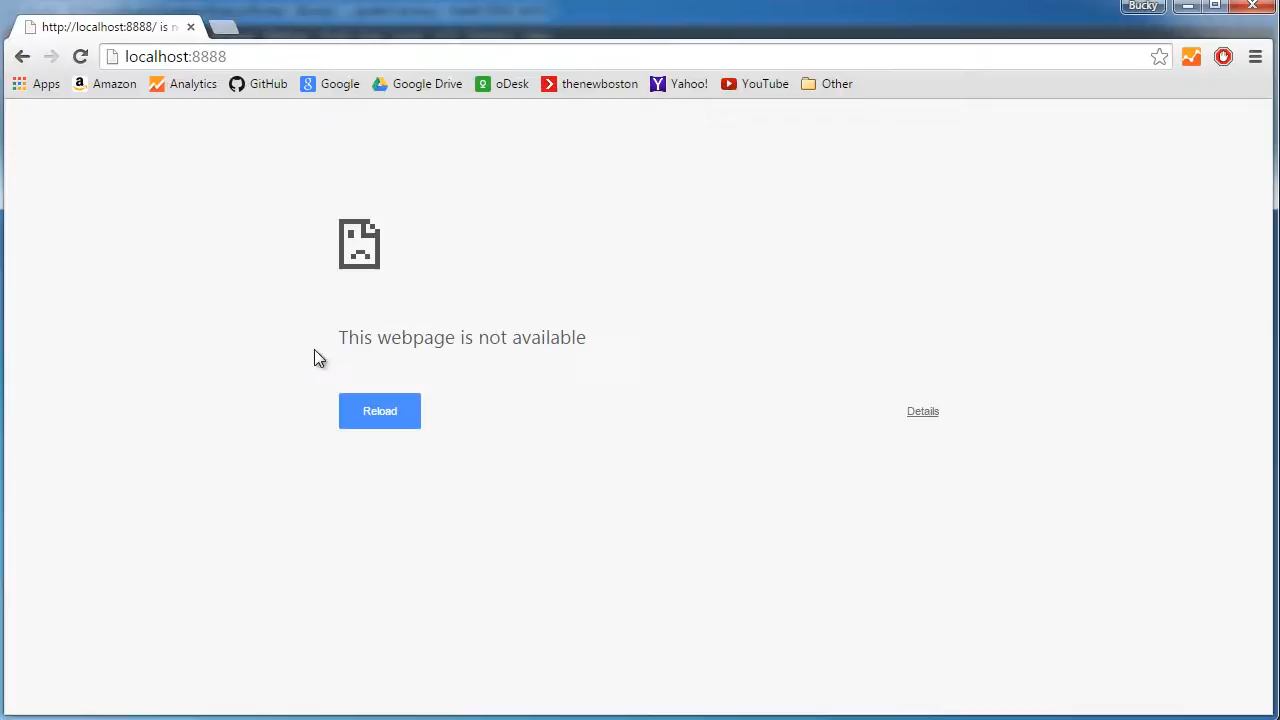 Bucky
http://localhost:8888/ is n
localhost:8888
Apps Amazon Analytics GitHub Google Google Drive oDesk thenewboston Yahoo! YouTube Other
This webpage is not available
Reload Details